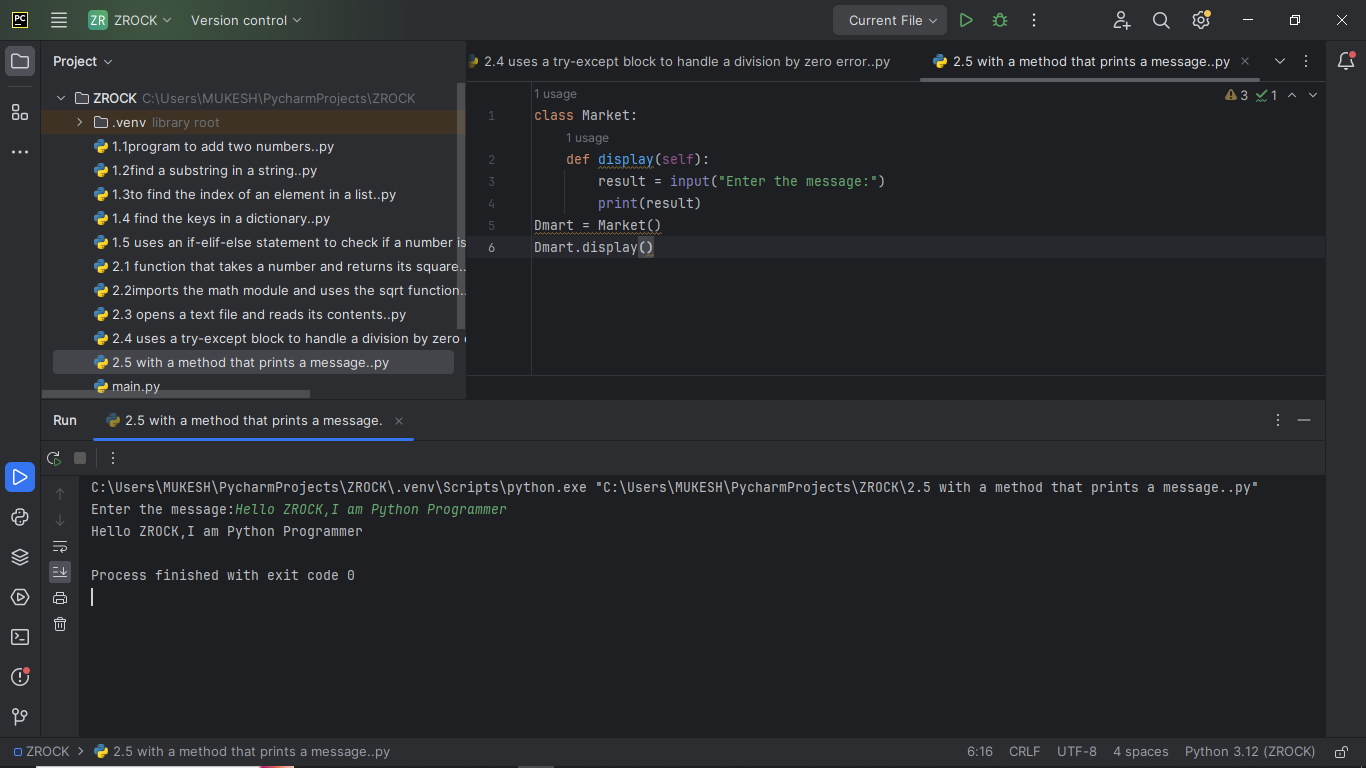 PC
ZR ZROCK Version control Current File
Project
ZROCK C:\Users\MUKESH\PycharmProjects\ZROCK
.venv library root
1.1program to add two numbers..py
1.2find a substring in a string..py
1.3to find the index of an element in a list..py
1.4 find the keys in a dictionary..py
1.5 uses an if-elif-else statement to check if a number is
2.1 function that takes a number and returns its square..
2.2imports the math module and uses the sqrt function..
2.3 opens a text file and reads its contents..py
2.4 uses a try-except block to handle a division by zero
2.5 with a method that prints a message..py
main.py
2.4 uses a try-except block to handle a division by zero error..py 2.5 with a method that prints a message..py
1 usage
3 1
1 class Market:
1 usage
2 def display(self):
3 result = input("Enter the message:")
4 print(result)
5 Dmart = Market()
6 Dmart.display()
Run 2.5 with a method that prints a message.
C:\Users\MUKESH\PycharmProjects\ZROCK\.venv\Scripts\python.exe "C:\Users\MUKESH\PycharmProjects\ZROCK\2.5 with a method that prints a message..py"
Enter the message:Hello ZROCK,I am Python Programmer
Hello ZROCK,I am Python Programmer
Process finished with exit code 0
ZROCK 2.5 with a method that prints a message..py 6:16 CRLF UTF-8 4 spaces Python 3.12 (ZROCK)